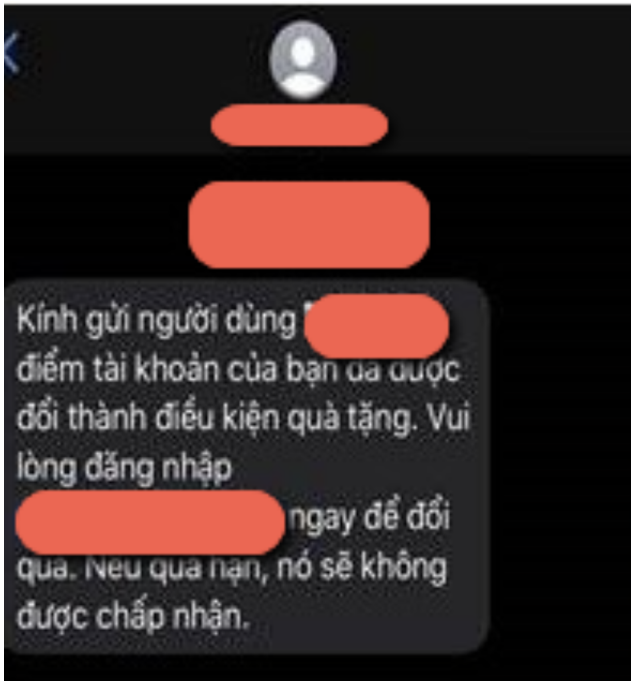 Kính gửi người dùng
điểm tài khoản của bạn đã được
đổi thành điều kiện quà tặng. Vui
lòng đăng nhập
ngay để đổi
quà. Nếu quá hạn, nó sẽ không
được chấp nhận.